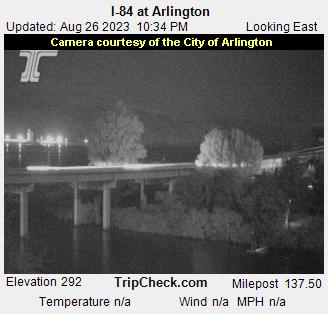 I-84 at Arlington
Updated: Aug 26 2023 10:34 PM Looking East
Camera courtesy of the City of Arlington
Elevation 292 TripCheck.com Milepost 137.50
Temperature n/a Wind n/a MPH n/a